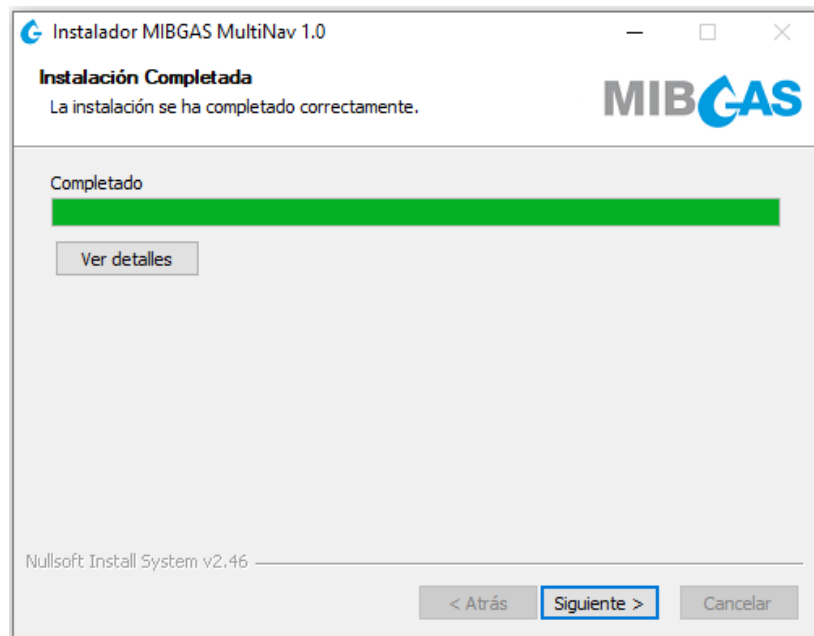 Instalador MIBGAS MultiNav 1.0
Instalación Completada
La instalación se ha completado correctamente.
MIBGAS
Completado
Ver detalles
Nullsoft Install System v2.46
< Atrás
Siguiente >
Cancelar